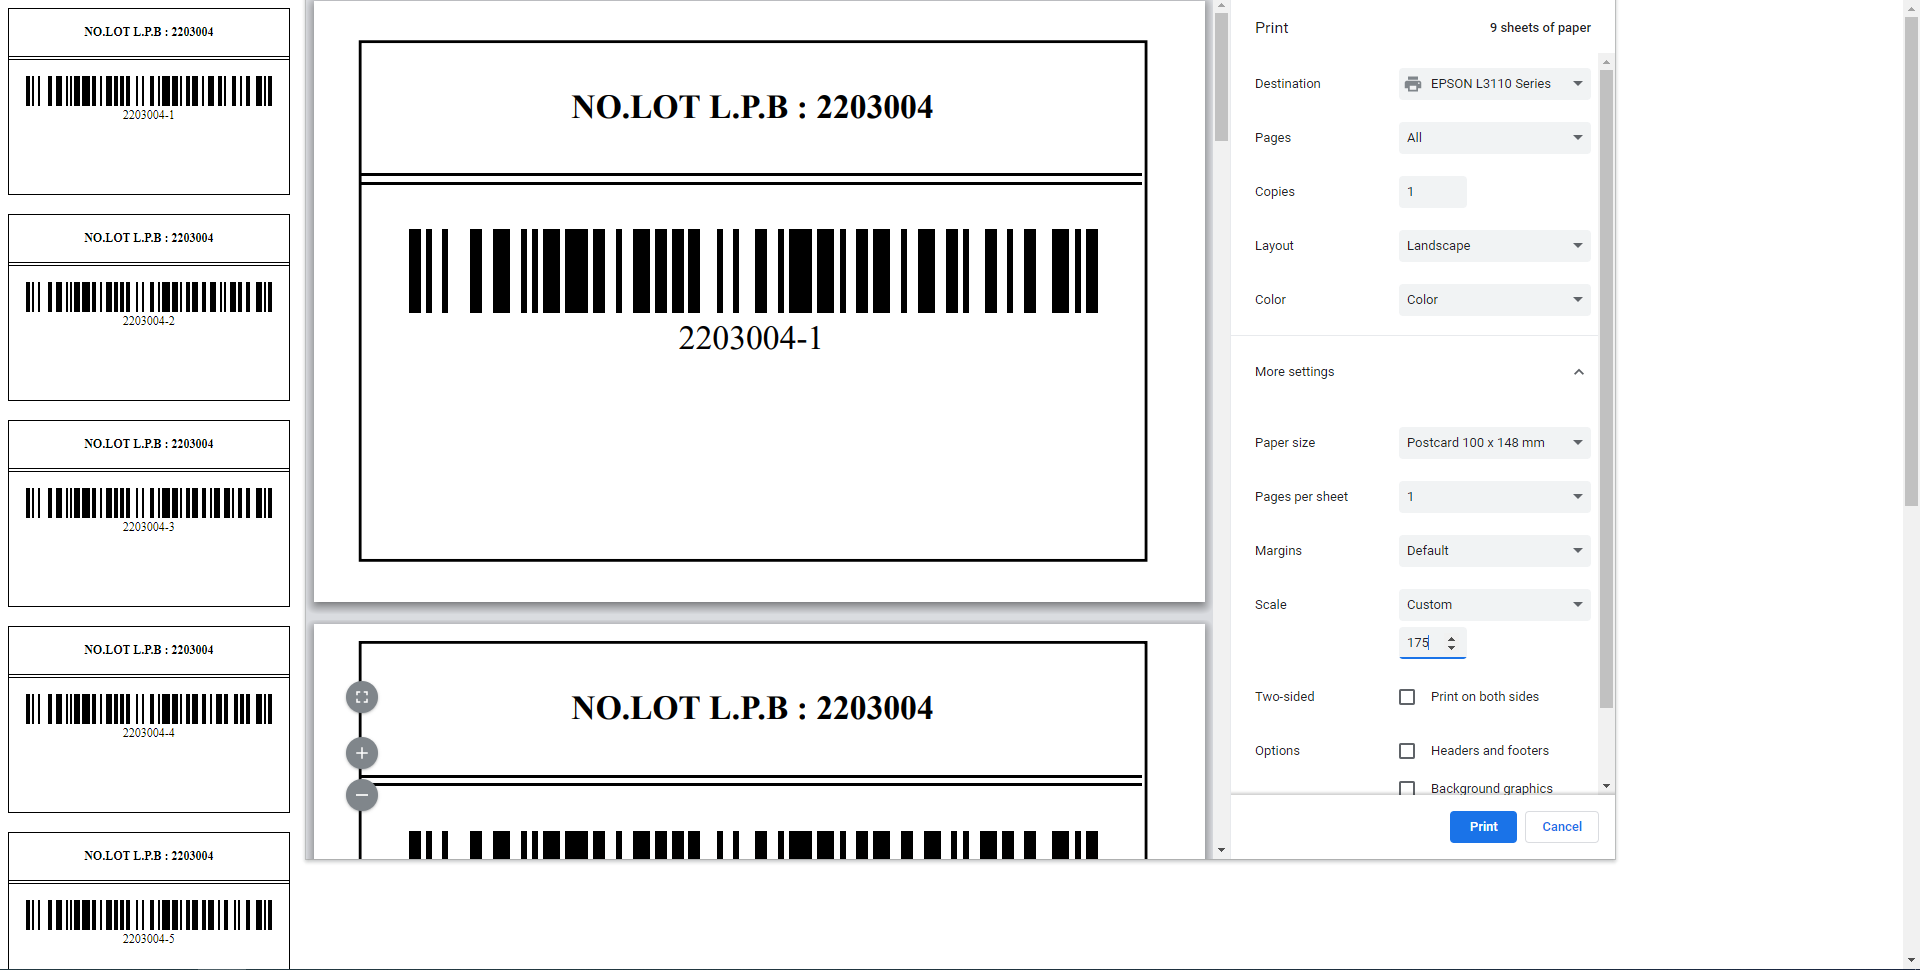 NO.LOT L.P.B : 2203004
2203004-1
NO.LOT L.P.B : 2203004
2203004-2
NO.LOT L.P.B : 2203004
2203004-3
NO.LOT L.P.B : 2203004
2203004-4
NO.LOT L.P.B : 2203004
2203004-5
NO.LOT L.P.B : 2203004
2203004-1
NO.LOT L.P.B : 2203004
Print 9 sheets of paper
Destination EPSON L3110 Series
Pages All
Copies 1
Layout Landscape
Color Color
More settings
Paper size Postcard 100 x 148 mm
Pages per sheet 1
Margins Default
Scale Custom
175
Two-sided Print on both sides
Options Headers and footers
Background graphics
Print Cancel